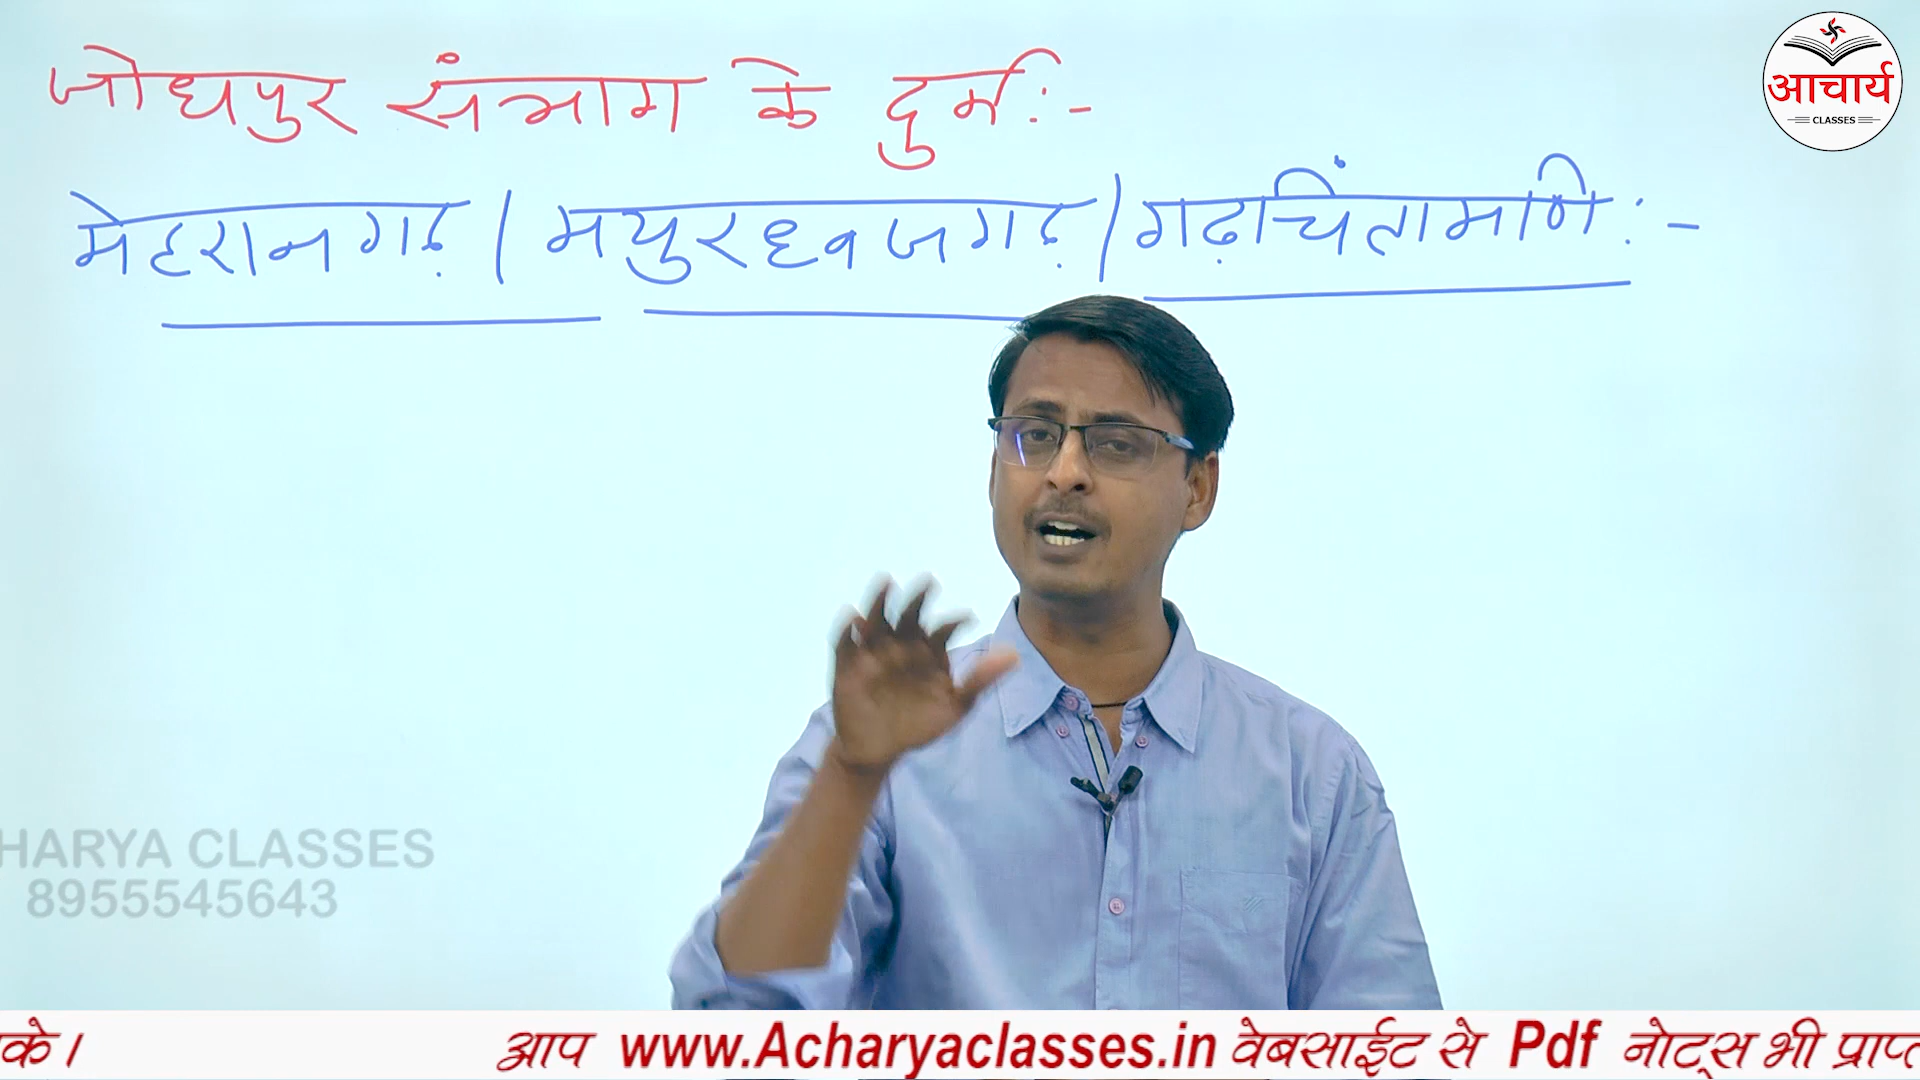 जोधपुर संभाग के दुर्ग :-
मेहरानगढ़ / मयुरध्वजगढ़ / गढ़चिंतामणि :-
आचार्य
CLASSES
HARYA CLASSES
8955545643
के। आप www.Acharyaclasses.in वेबसाईट से Pdf नोट्स भी प्राप्त